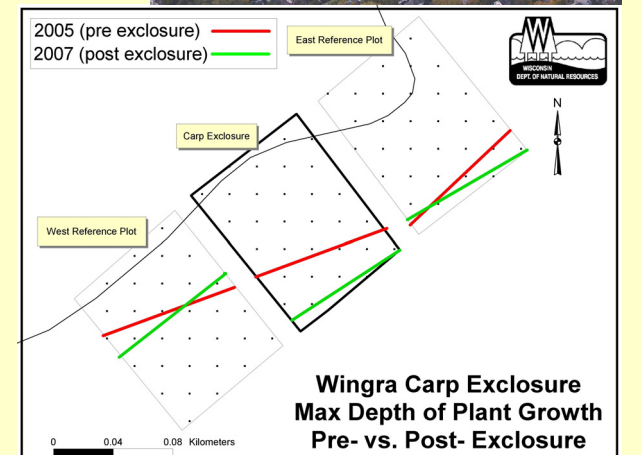 2005 (pre exclosure)
2007 (post exclosure)
East Reference Plot
WISCONSIN
DEPT. OF NATURAL RESOURCES
N
Carp Exclosure
West Reference Plot
Wingra Carp Exclosure
Max Depth of Plant Growth
Pre- vs. Post- Exclosure
0 0.04 0.08 Kilometers